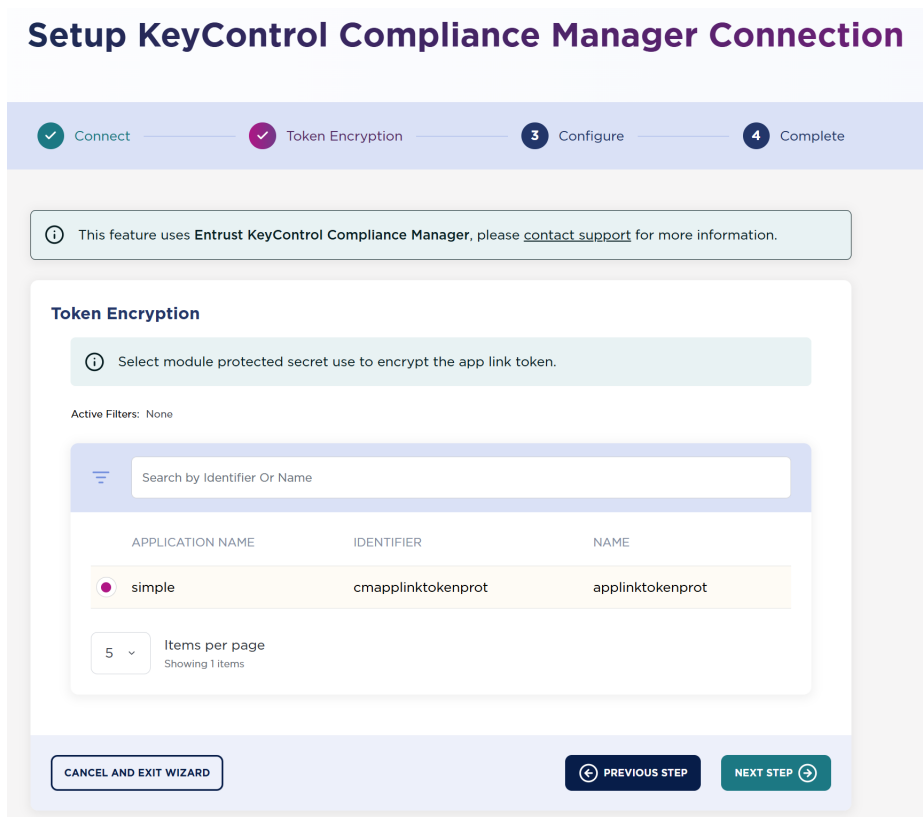 Setup KeyControl Compliance Manager Connection
Connect
Token Encryption
3 Configure
4 Complete
This feature uses Entrust KeyControl Compliance Manager, please contact support for more information.
Token Encryption
Select module protected secret use to encrypt the app link token.
Active Filters: None
Search by Identifier Or Name
APPLICATION NAME IDENTIFIER NAME
simple cmapplinktokenprot applinktokenprot
5 Items per page
Showing 1 items
CANCEL AND EXIT WIZARD PREVIOUS STEP NEXT STEP